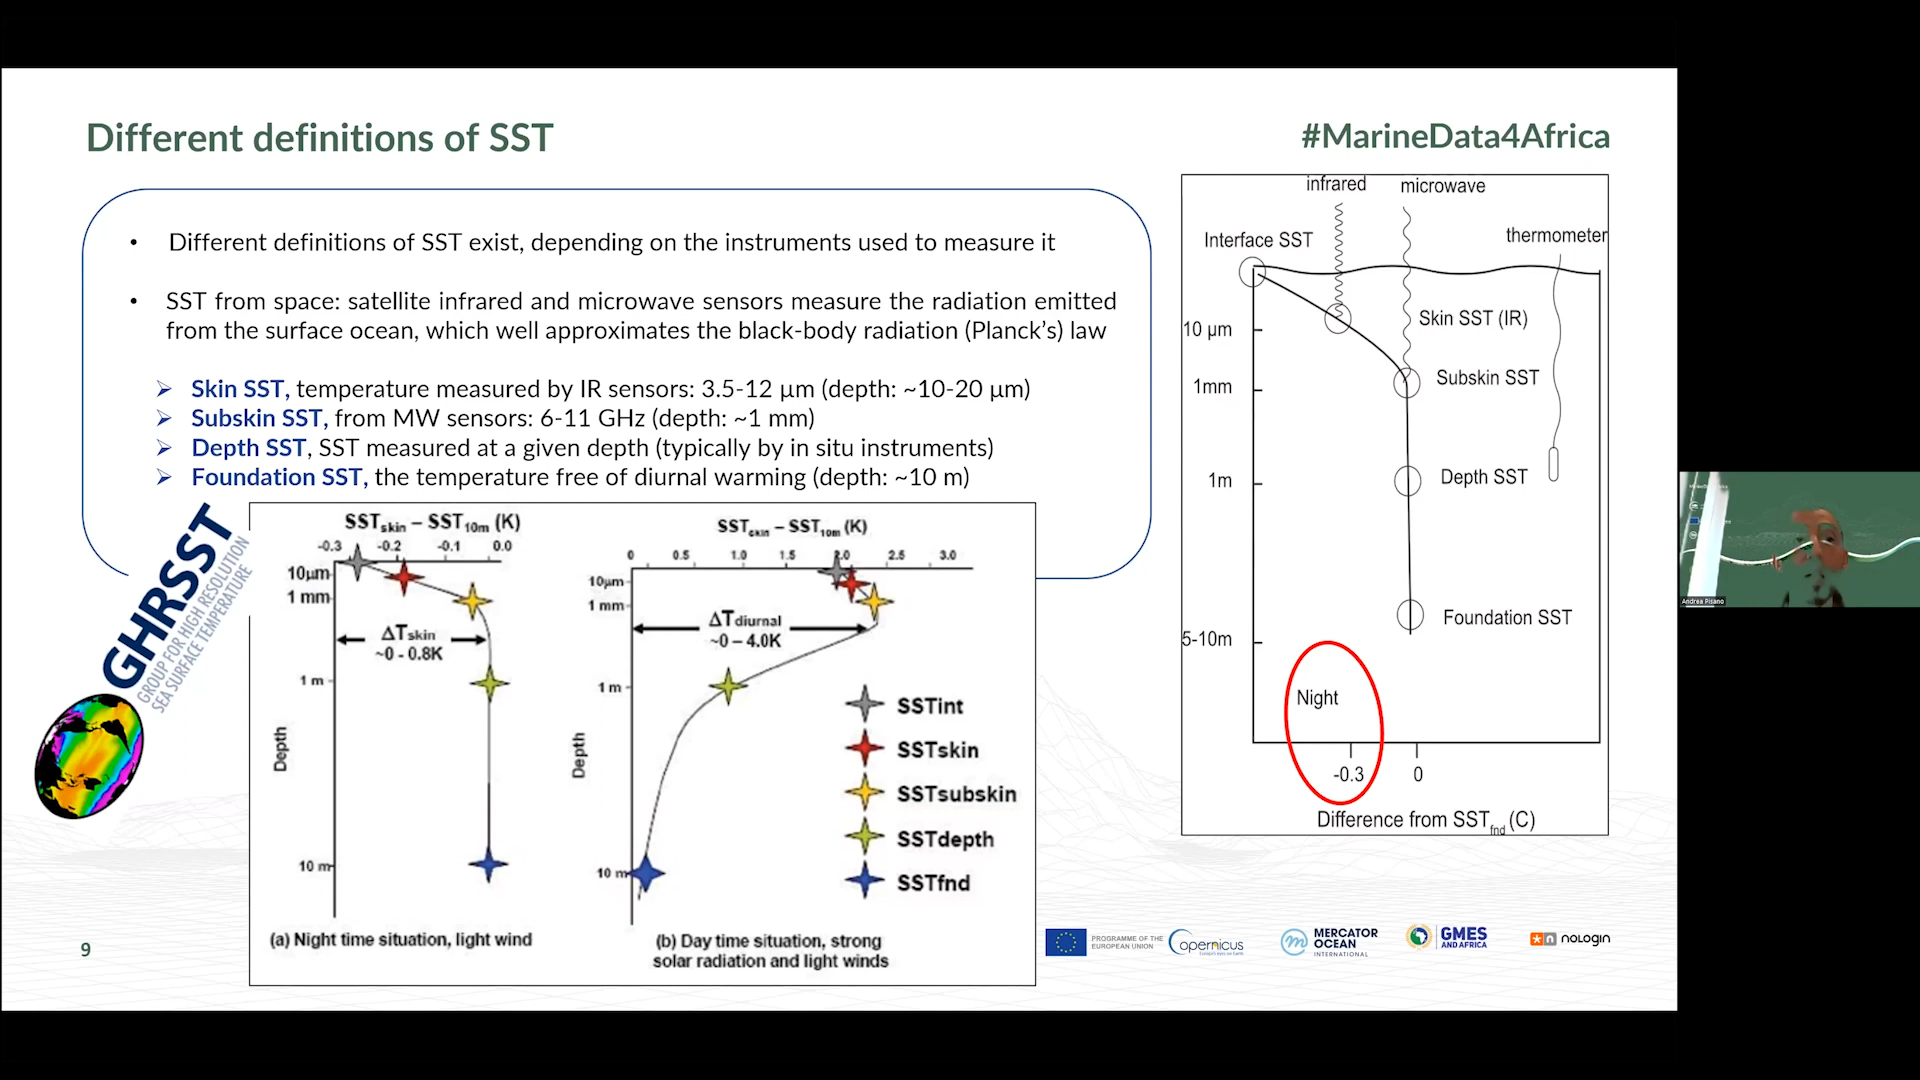 Different definitions of SST
#MarineData4Africa
• Different definitions of SST exist, depending on the instruments used to measure it
• SST from space: satellite infrared and microwave sensors measure the radiation emitted
from the surface ocean, which well approximates the black-body radiation (Planck's) law
➢ Skin SST, temperature measured by IR sensors: 3.5-12 µm (depth: ~10-20 µm)
➢ Subskin SST, from MW sensors: 6-11 GHz (depth: ~1 mm)
➢ Depth SST, SST measured at a given depth (typically by in situ instruments)
➢ Foundation SST, the temperature free of diurnal warming (depth: ~10 m)
GHRSST
GROUP FOR HIGH RESOLUTION
SEA SURFACE TEMPERATURE
SSTskin – SST10m (K)
-0.3 -0.2 -0.1 0.0
10µm
1 mm
ΔTskin
~0 - 0.8K
1 m
Depth
10 m
(a) Night time situation, light wind
SSTskin – SST10m (K)
0 0.5 1.0 1.5 2.0 2.5 3.0
10µm
1 mm
ΔTdiurnal
~0 – 4.0K
1 m
Depth
10 m
SSTint
SSTskin
SSTsubskin
SSTdepth
SSTfnd
(b) Day time situation, strong
solar radiation and light winds
infrared
microwave
Interface SST
thermometer
10 µm
Skin SST (IR)
1mm
Subskin SST
1m
Depth SST
5-10m
Foundation SST
Night
-0.3 0
Difference from SSTfnd (C)
9
PROGRAMME OF THE
EUROPEAN UNION
opernicus
Europe's eyes on Earth
MERCATOR
OCEAN
INTERNATIONAL
GMES
AND AFRICA
nologin
Andrea Pisano